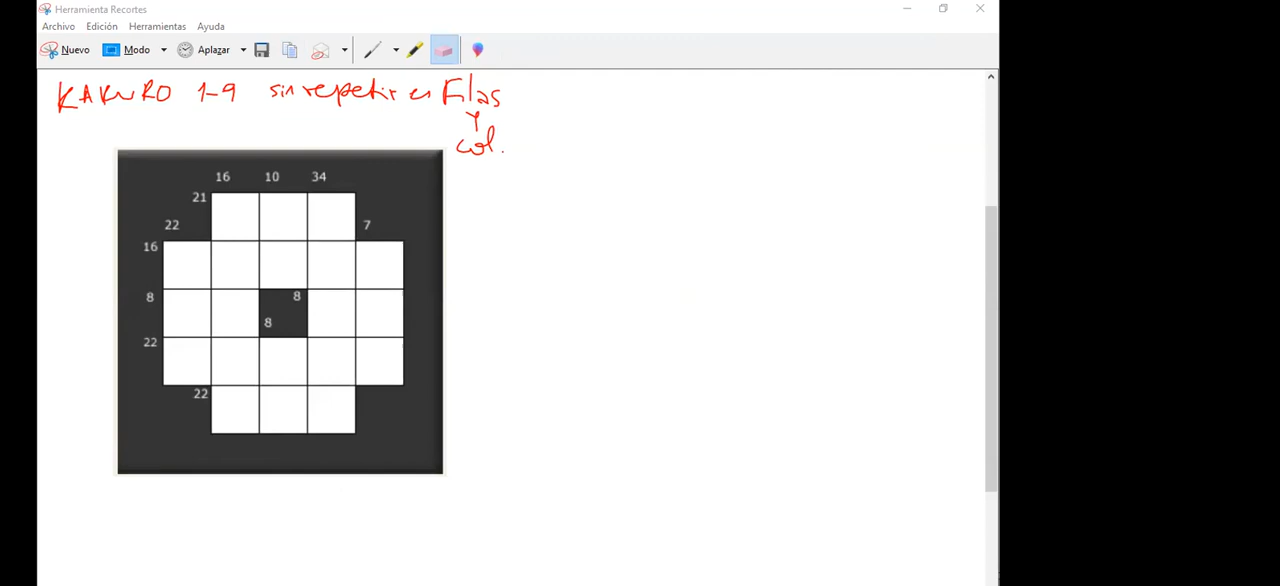 Herramienta Recortes
Archivo Edición Herramientas Ayuda
Nuevo Modo Aplazar
KAKURO 1-9 sin repetir en Filas
Y
col.
16 10 34
21
22 7
16
8 8
8
22
22